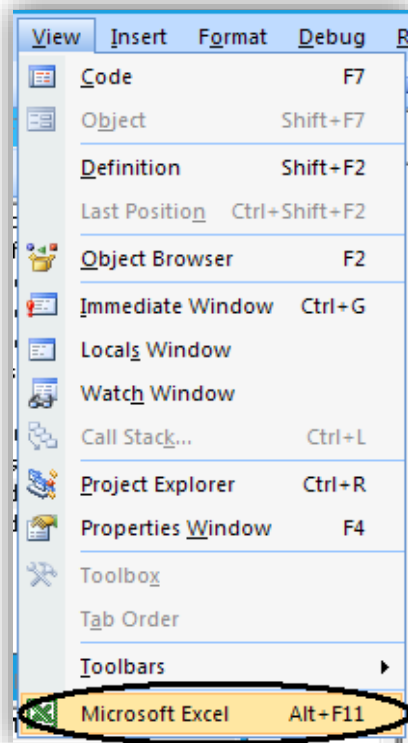 View Insert Format Debug R
Code F7
Object Shift+F7
Definition Shift+F2
Last Position Ctrl+Shift+F2
Object Browser F2
Immediate Window Ctrl+G
Locals Window
Watch Window
Call Stack... Ctrl+L
Project Explorer Ctrl+R
Properties Window F4
Toolbox
Tab Order
Toolbars
Microsoft Excel Alt+F11